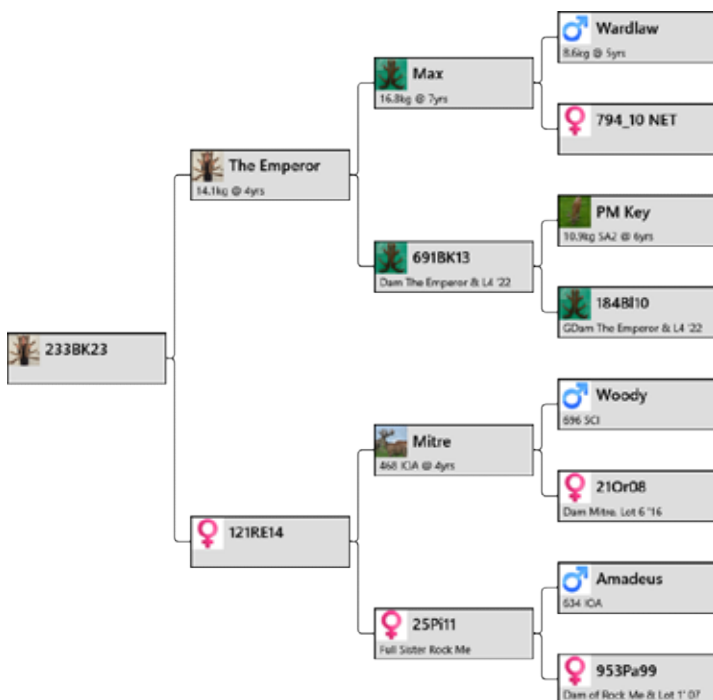 Wardlaw
8.6kg @ 5yrs
Max
16.8kg @ 7yrs
794_10 NET
The Emperor
14.1kg @ 4yrs
PM Key
10.9kg SA2 @ 6yrs
691BK13
Dam The Emperor & L4 '22
184Bl10
GDam The Emperor & L4 '22
233BK23
Woody
696 SCI
Mitre
468 IOA @ 4yrs
21Or08
Dam Mitre, Lot 6 '16
121RE14
Amadeus
634 IOA
25Pi11
Full Sister Rock Me
953Pa99
Dam of Rock Me & Lot 1' 07